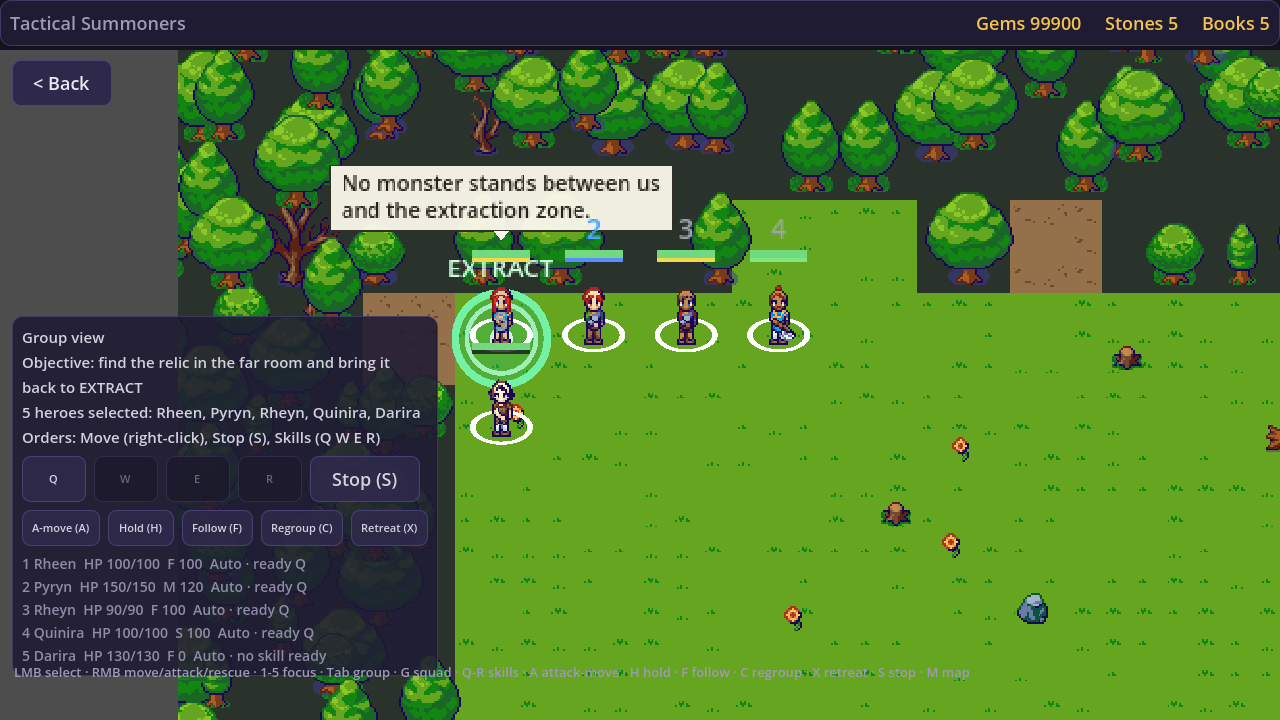 Tactical Summoners
Gems 99900 Stones 5 Books 5
< Back
No monster stands between us
and the extraction zone.
2 3 4
EXTRACT
Group view
Objective: find the relic in the far room and bring it
back to EXTRACT
5 heroes selected: Rheen, Pyryn, Rheyn, Quinira, Darira
Orders: Move (right-click), Stop (S), Skills (Q W E R)
Q W E R Stop (S)
A-move (A) Hold (H) Follow (F) Regroup (C) Retreat (X)
1 Rheen HP 100/100 F 100 Auto · ready Q
2 Pyryn HP 150/150 M 120 Auto · ready Q
3 Rheyn HP 90/90 F 100 Auto · ready Q
4 Quinira HP 100/100 S 100 Auto · ready Q
5 Darira HP 130/130 F 0 Auto · no skill ready
LMB select · RMB move/attack/rescue · 1-5 focus · Tab group · G squad · Q-R skills · A attack-move · H hold · F follow · C regroup · X retreat · S stop · M map